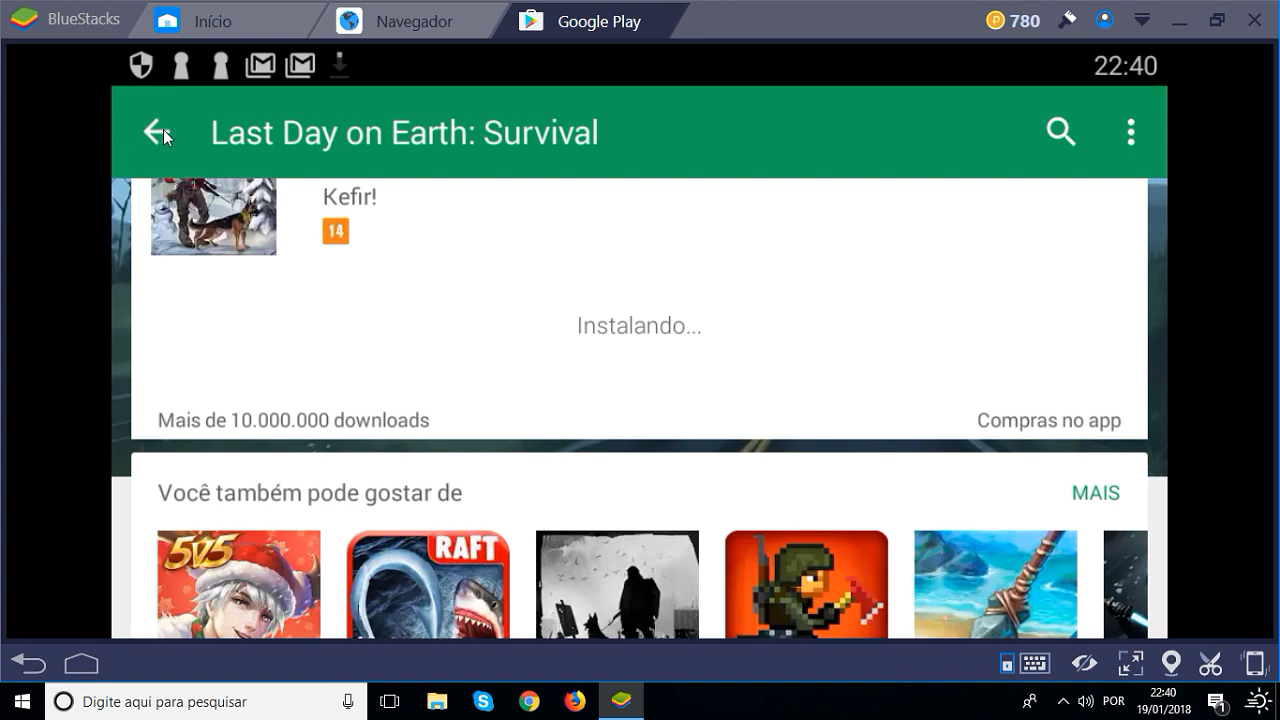 BlueStacks
Início
Navegador
Google Play
780
22:40
Last Day on Earth: Survival
Kefir!
14
Instalando...
Mais de 10.000.000 downloads
Compras no app
Você também pode gostar de
MAIS
5V5
RAFT
Digite aqui para pesquisar
POR
22:40
19/01/2018
1